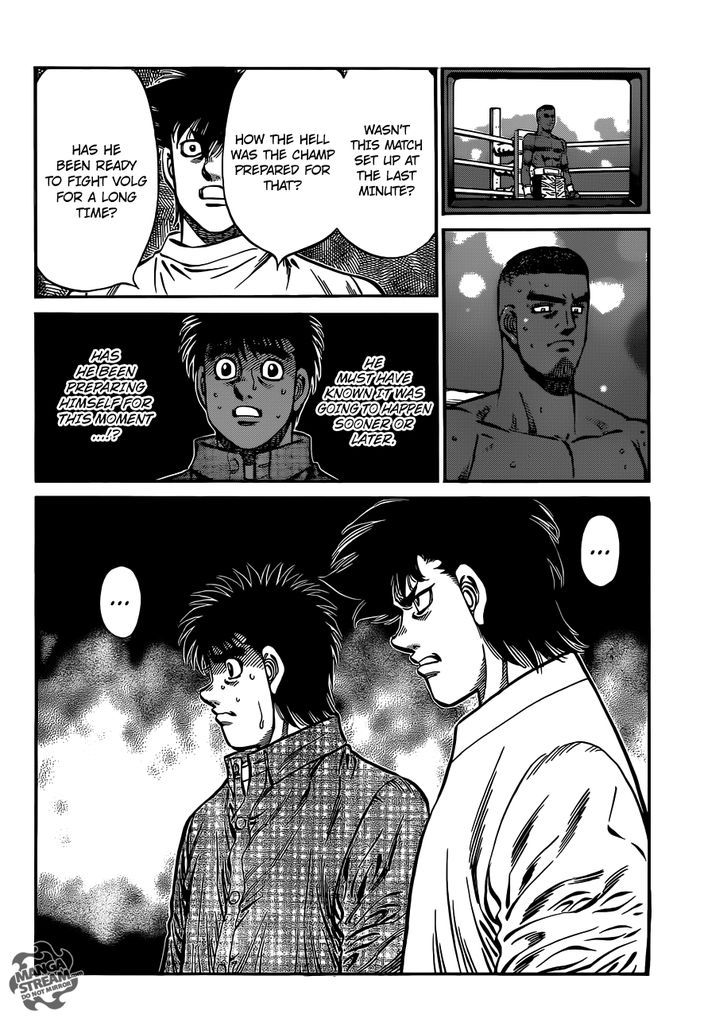 WASN'T
THIS MATCH
SET UP AT
THE LAST
MINUTE?
HOW THE HELL
WAS THE CHAMP
PREPARED FOR
THAT?
HAS HE
BEEN READY
TO FIGHT VOLG
FOR A LONG
TIME?
HE
MUST HAVE
KNOWN IT WAS
GOING TO HAPPEN
SOONER OR
LATER.
HAS
HE BEEN
PREPARING
HIMSELF FOR
THIS MOMENT
...!?
...
...
MANGA
STREAM.com
DO NOT MIRROR